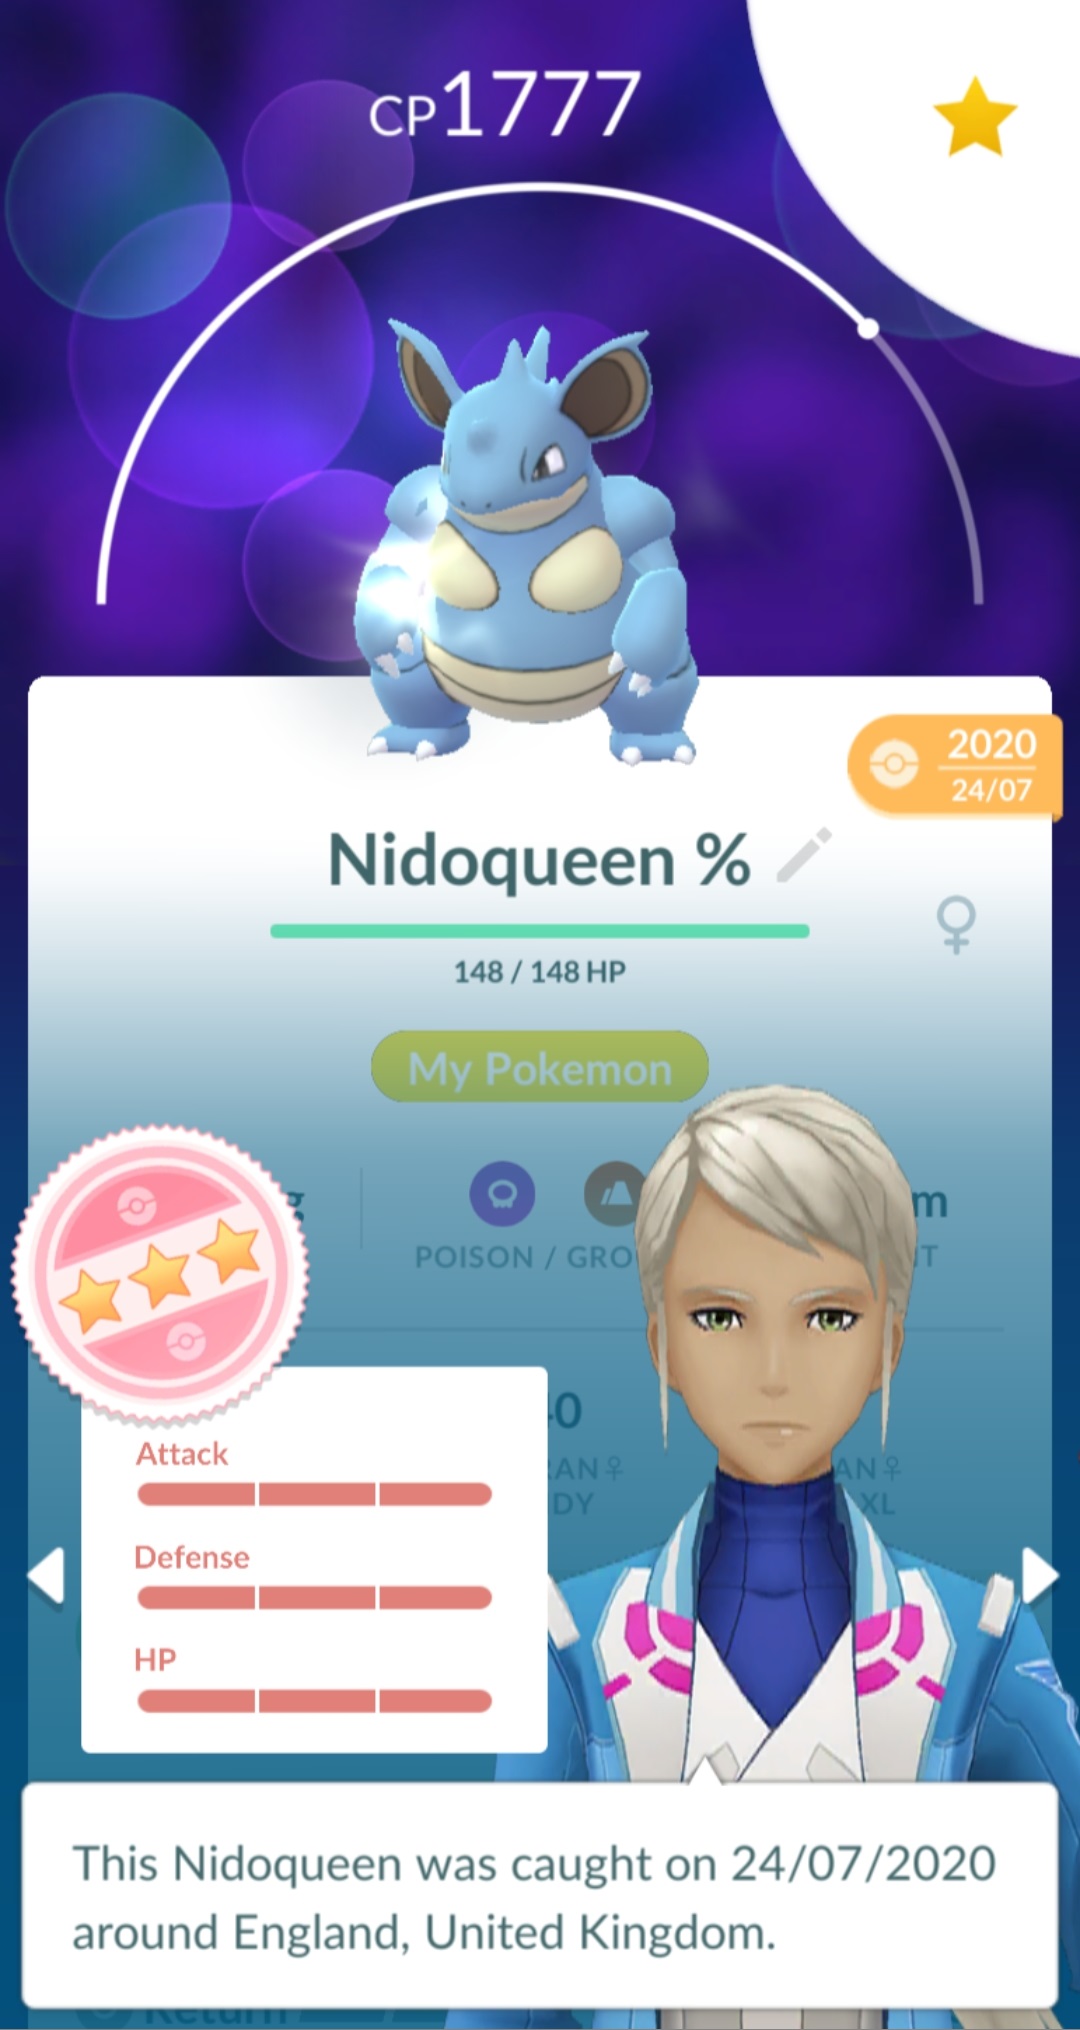 CP1777
2020
24/07
Nidoqueen %
148 / 148 HP
My Pokemon
m
POISON / GRO
Attack
Defense
HP
This Nidoqueen was caught on 24/07/2020
around England, United Kingdom.
Return